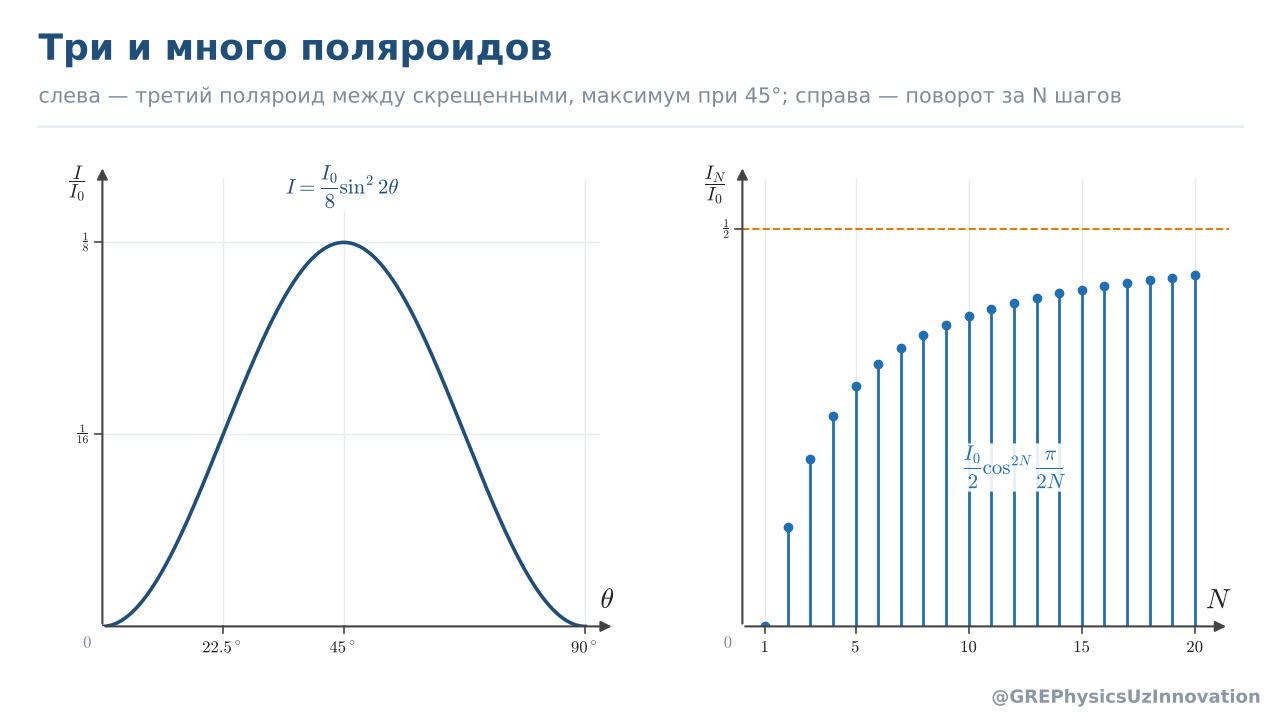 Три и много поляроидов
слева — третий поляроид между скрещенными, максимум при 45°; справа — поворот за N шагов
I/I₀
I = I₀/8 sin² 2θ
1/8
1/16
0
22.5°
45°
90°
θ
I_N/I₀
1/2
I₀/2 cos^{2N} π/2N
0
1
5
10
15
20
N
@GREPhysicsUzInnovation